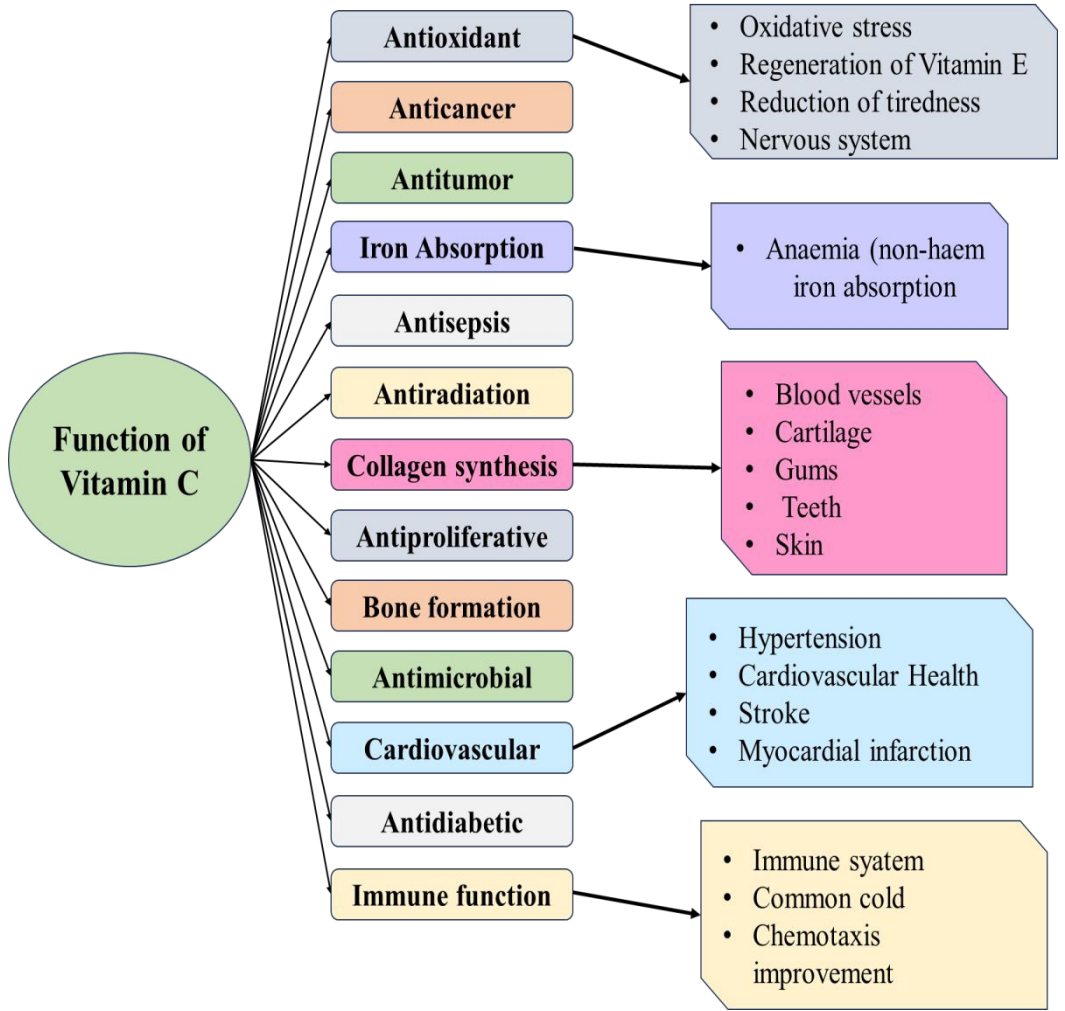 Function of
Vitamin C
Antioxidant
Anticancer
Antitumor
Iron Absorption
Antisepsis
Antiradiation
Collagen synthesis
Antiproliferative
Bone formation
Antimicrobial
Cardiovascular
Antidiabetic
Immune function
• Oxidative stress
• Regeneration of Vitamin E
• Reduction of tiredness
• Nervous system
• Anaemia (non-haem
iron absorption
• Blood vessels
• Cartilage
• Gums
• Teeth
• Skin
• Hypertension
• Cardiovascular Health
• Stroke
• Myocardial infarction
• Immune syatem
• Common cold
• Chemotaxis
improvement